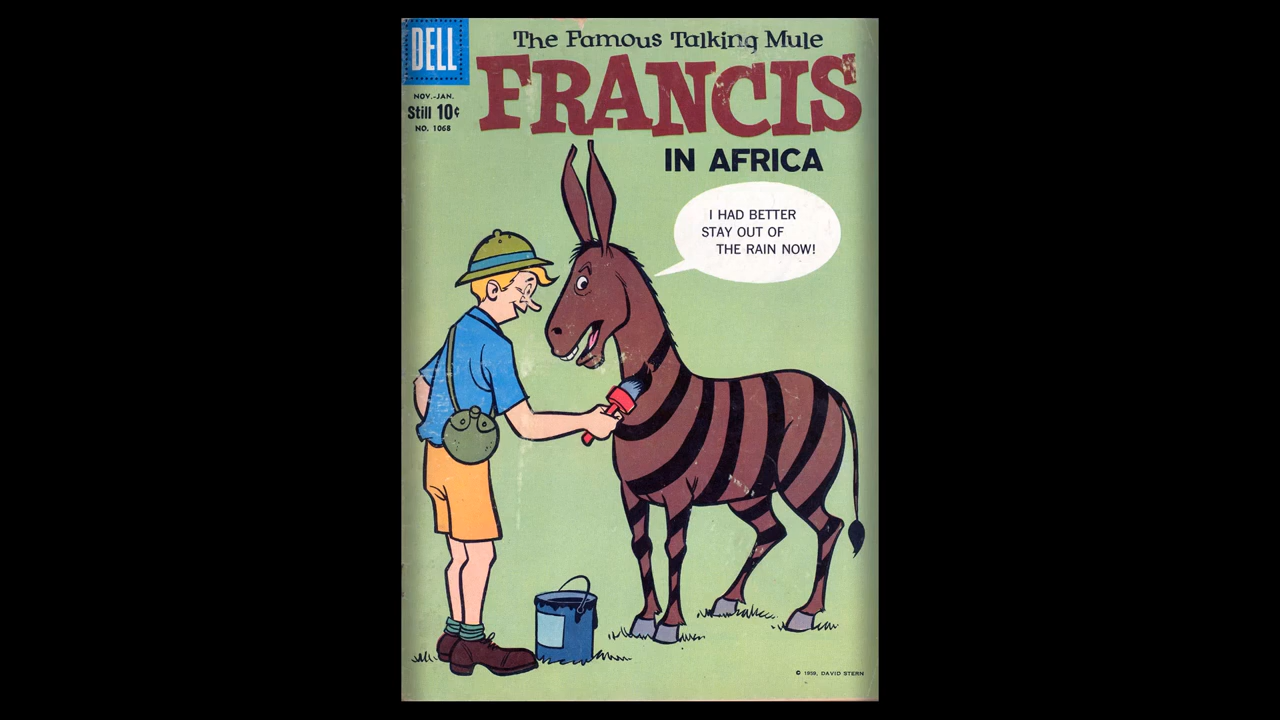 DELL
NOV.-JAN.
Still 10¢
NO. 1068
The Famous Talking Mule
FRANCIS
IN AFRICA
I HAD BETTER
STAY OUT OF
THE RAIN NOW!
© 1959, DAVID STERN